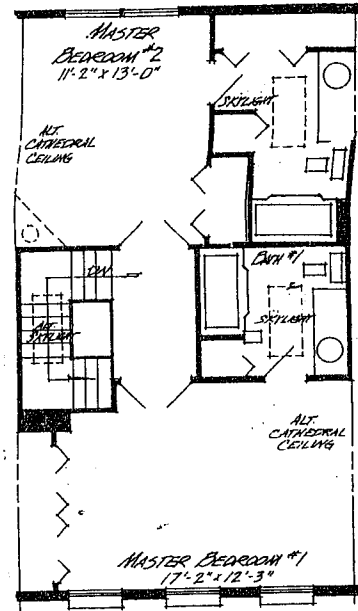 MASTER
BEDROOM #2
11'-2" x 13'-0"
SKYLIGHT
ALT.
CATHEDRAL
CEILING
DN
BATH #1
ALT.
SKYLIGHT
SKYLIGHT
ALT.
CATHEDRAL
CEILING
MASTER BEDROOM #1
17'-2" x 12'-3"